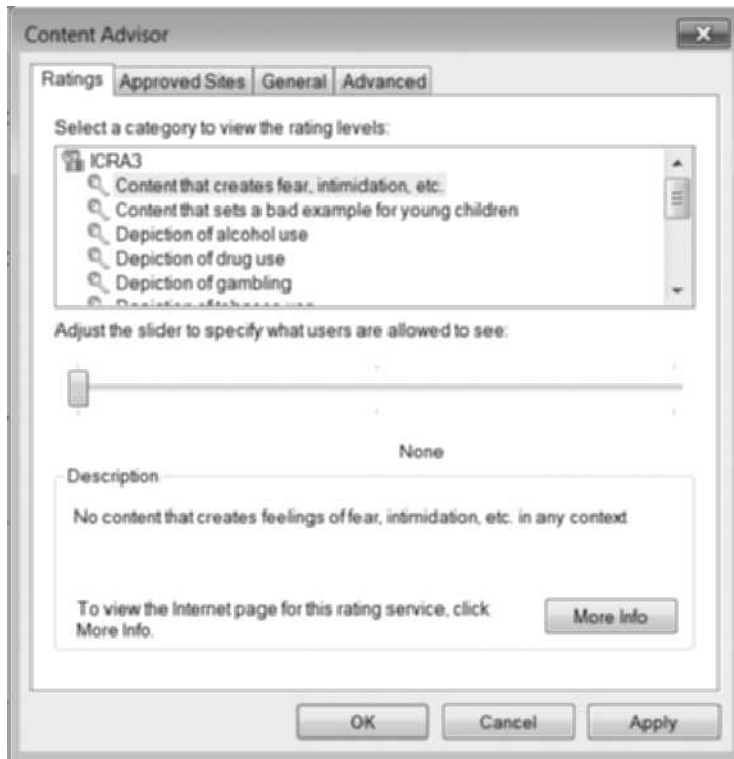 Content Advisor
Ratings Approved Sites General Advanced
Select a category to view the rating levels:
ICRA3
Content that creates fear, intimidation, etc.
Content that sets a bad example for young children
Depiction of alcohol use
Depiction of drug use
Depiction of gambling
Adjust the slider to specify what users are allowed to see:
None
Description
No content that creates feelings of fear, intimidation, etc. in any context
To view the Internet page for this rating service, click
More Info.
More Info
OK Cancel Apply